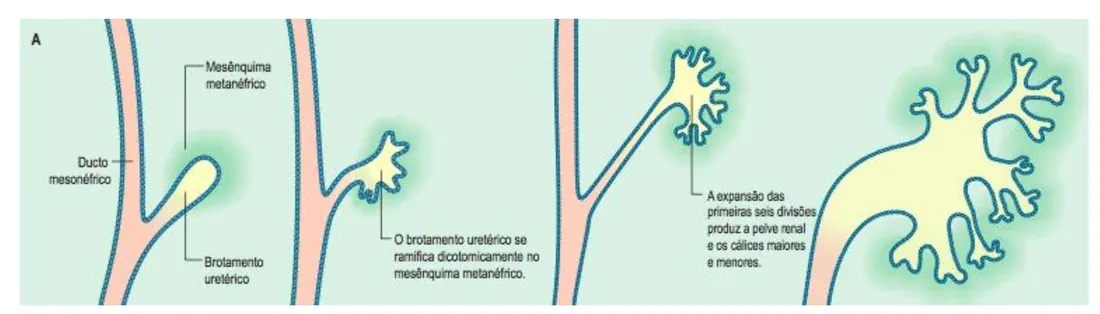 A
Mesênquima
metanéfrico
Ducto
mesonéfrico
Brotamento
uretérico
O brotamento uretérico se
ramifica dicotomicamente no
mesênquima metanéfrico.
A expansão das
primeiras seis divisões
produz a pelve renal
e os cálices maiores
e menores.